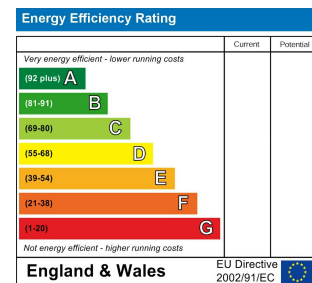 Energy Efficiency Rating
Current Potential
Very energy efficient - lower running costs
(92 plus) A
(81-91) B
(69-80) C
(55-68) D
(39-54) E
(21-38) F
(1-20) G
Not energy efficient - higher running costs
England & Wales
EU Directive
2002/91/EC